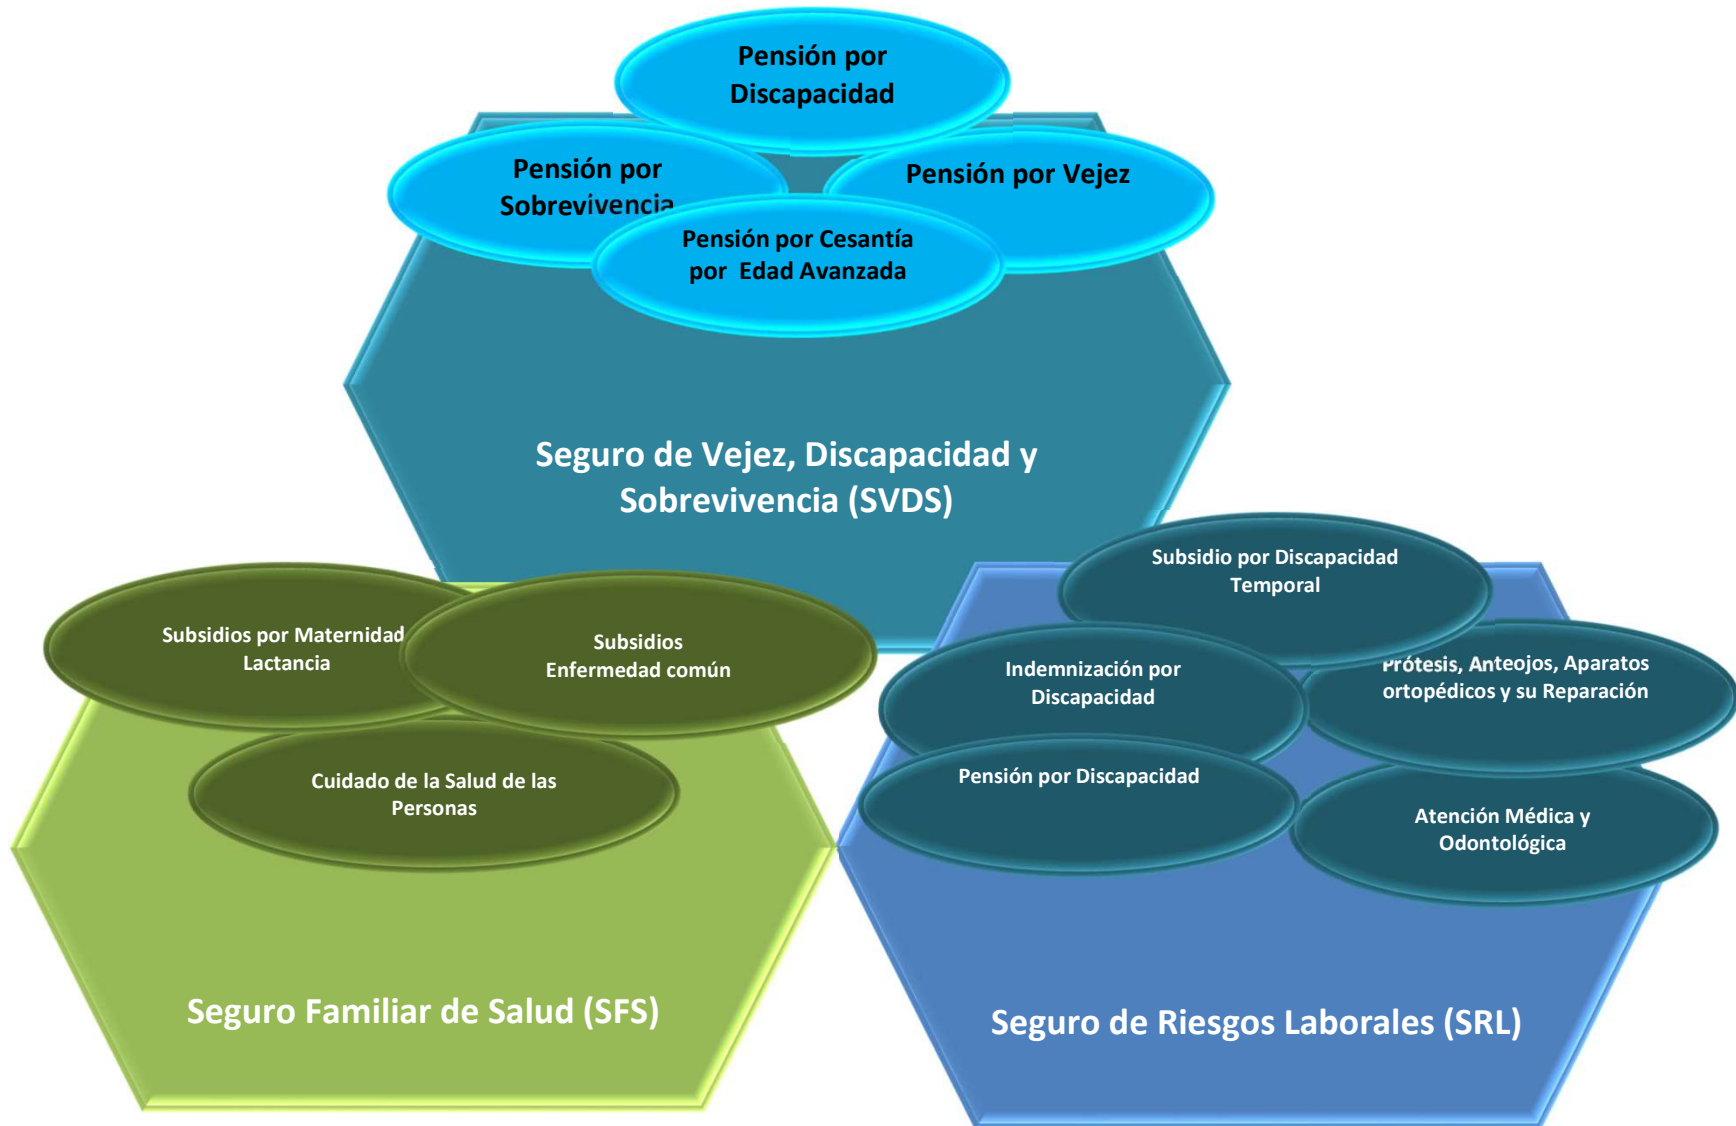 Pensión por
Discapacidad
Pensión por
Sobrevivencia
Pensión por Vejez
Pensión por Cesantía
por Edad Avanzada
Seguro de Vejez, Discapacidad y
Sobrevivencia (SVDS)
Subsidios por Maternidad
Lactancia
Subsidios
Enfermedad común
Cuidado de la Salud de las
Personas
Seguro Familiar de Salud (SFS)
Subsidio por Discapacidad
Temporal
Indemnización por
Discapacidad
Prótesis, Anteojos, Aparatos
ortopédicos y su Reparación
Pensión por Discapacidad
Atención Médica y
Odontológica
Seguro de Riesgos Laborales (SRL)